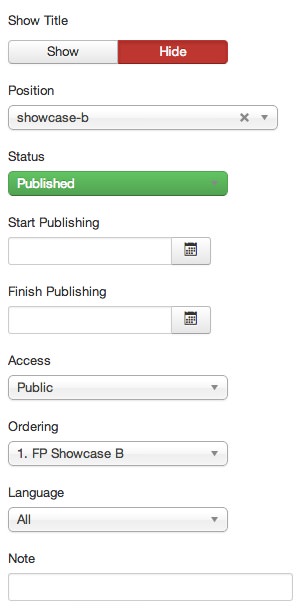 Show Title
Show Hide
Position
showcase-b
Status
Published
Start Publishing
Finish Publishing
Access
Public
Ordering
1. FP Showcase B
Language
All
Note